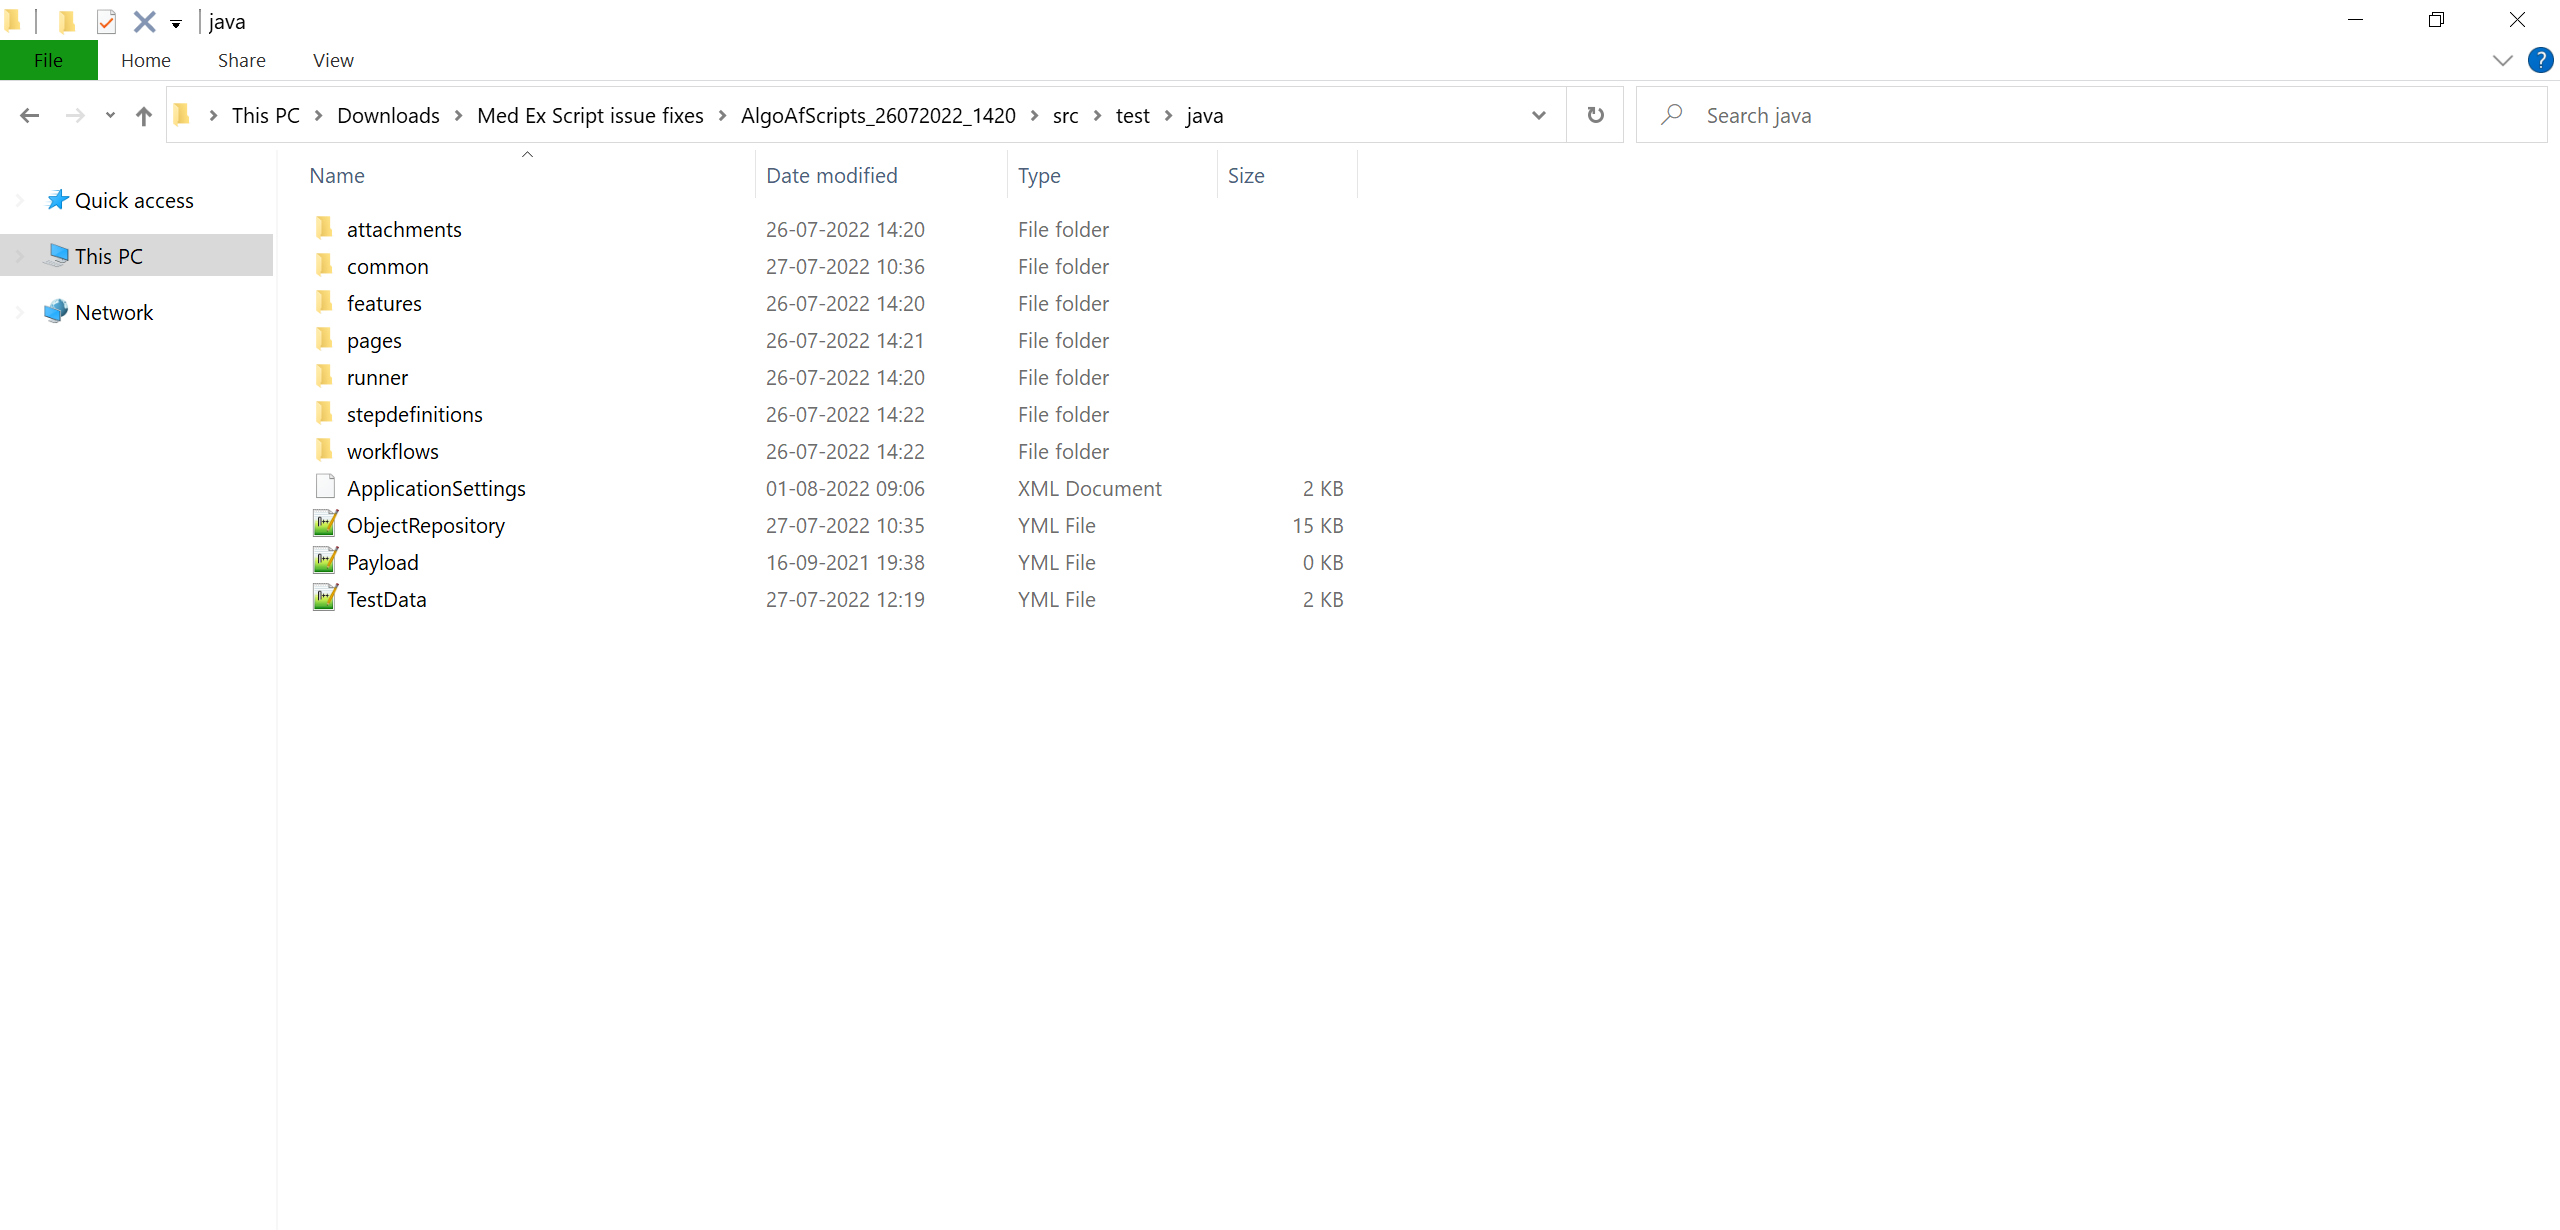 java
File Home Share View
This PC Downloads Med Ex Script issue fixes AlgoAfScripts_26072022_1420 src test java Search java
Name Date modified Type Size
Quick access
This PC
Network
attachments 26-07-2022 14:20 File folder
common 27-07-2022 10:36 File folder
features 26-07-2022 14:20 File folder
pages 26-07-2022 14:21 File folder
runner 26-07-2022 14:20 File folder
stepdefinitions 26-07-2022 14:22 File folder
workflows 26-07-2022 14:22 File folder
ApplicationSettings 01-08-2022 09:06 XML Document 2 KB
ObjectRepository 27-07-2022 10:35 YML File 15 KB
Payload 16-09-2021 19:38 YML File 0 KB
TestData 27-07-2022 12:19 YML File 2 KB